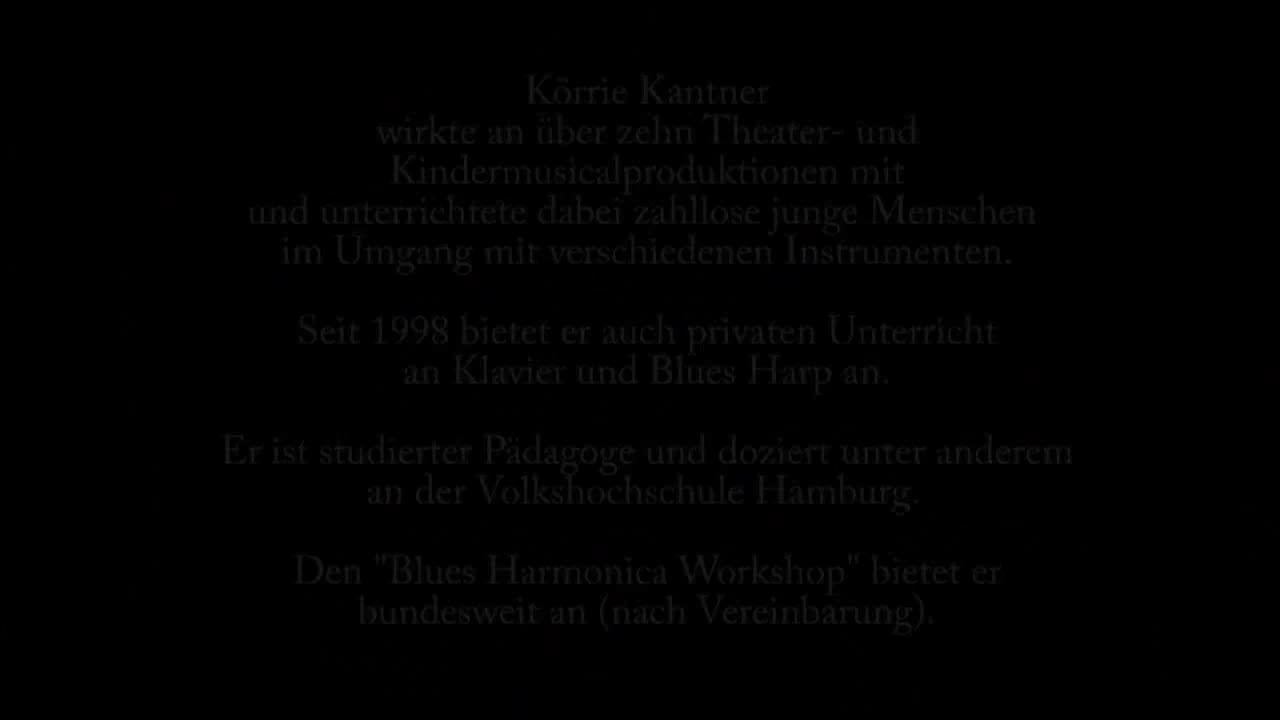 Körrie Kantner
wirkte an über zehn Theater- und
Kindermusicalproduktionen mit
und unterrichtete dabei zahllose junge Menschen
im Umgang mit verschiedenen Instrumenten.
Seit 1998 bietet er auch privaten Unterricht
an Klavier und Blues Harp an.
Er ist studierter Pädagoge und doziert unter anderem
an der Volkshochschule Hamburg.
Den "Blues Harmonica Workshop" bietet er
bundesweit an (nach Vereinbarung).